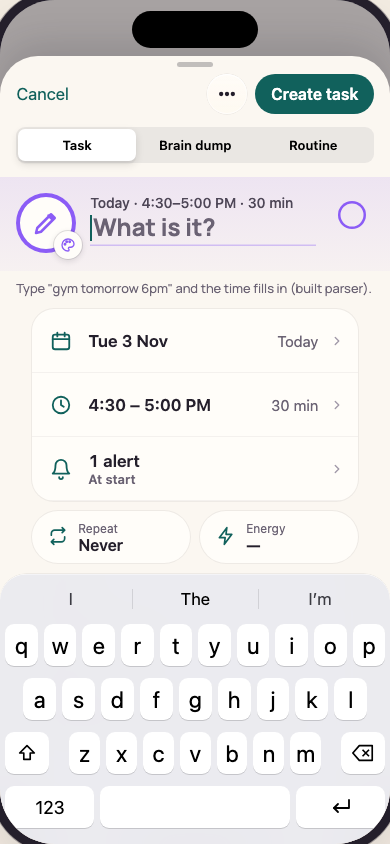 Cancel
Create task
Task
Brain dump
Routine
Today · 4:30–5:00 PM · 30 min
What is it?
Type "gym tomorrow 6pm" and the time fills in (built parser).
Tue 3 Nov
Today
4:30 – 5:00 PM
30 min
1 alert
At start
Repeat
Never
Energy
—
I
The
I'm
q w e r t y u i o p
a s d f g h j k l
z x c v b n m
123